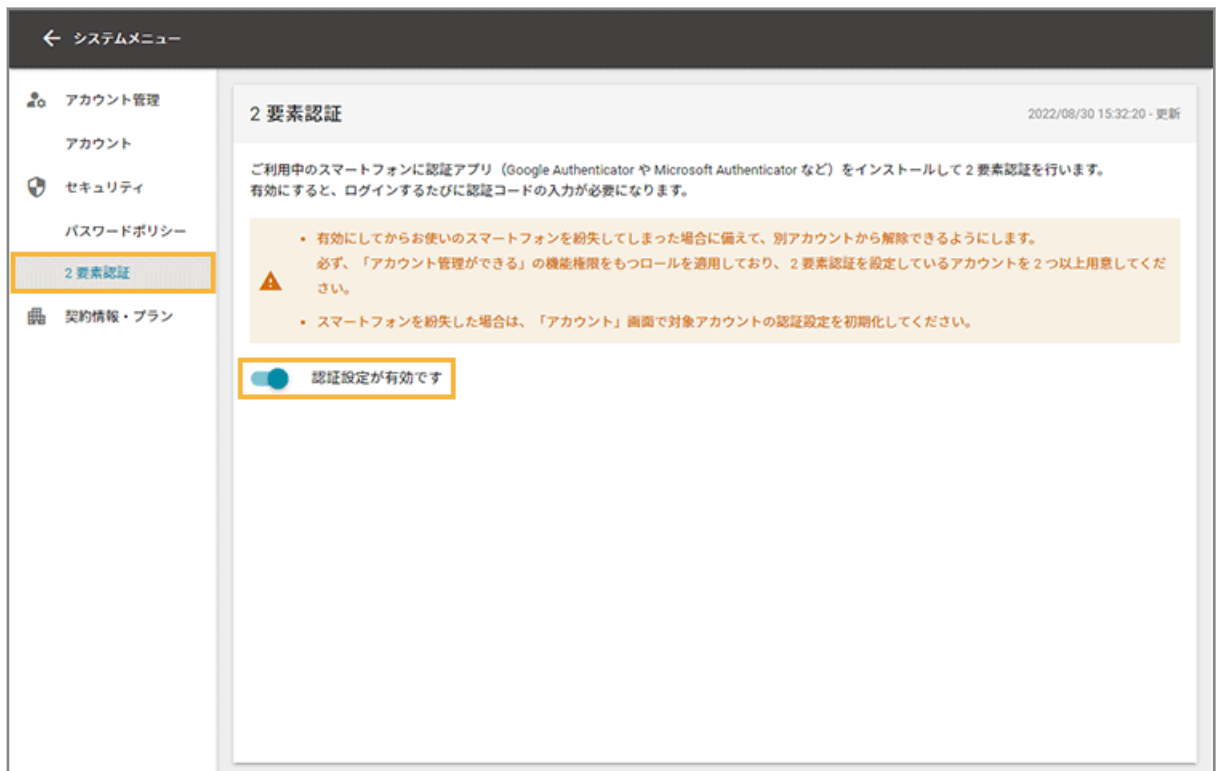 システムメニュー
アカウント管理
アカウント
セキュリティ
パスワードポリシー
2 要素認証
契約情報・プラン
2 要素認証
2022/08/30 15:32:20 - 更新
ご利用中のスマートフォンに認証アプリ（Google Authenticator や Microsoft Authenticator など）をインストールして 2 要素認証を行います。
有効にすると、ログインするたびに認証コードの入力が必要になります。
• 有効にしてからお使いのスマートフォンを紛失してしまった場合に備えて、別アカウントから解除できるようにします。
必ず、「アカウント管理ができる」の機能権限をもつロールを適用しており、2 要素認証を設定しているアカウントを 2 つ以上用意してくだ
さい。
• スマートフォンを紛失した場合は、「アカウント」画面で対象アカウントの認証設定を初期化してください。
認証設定が有効です